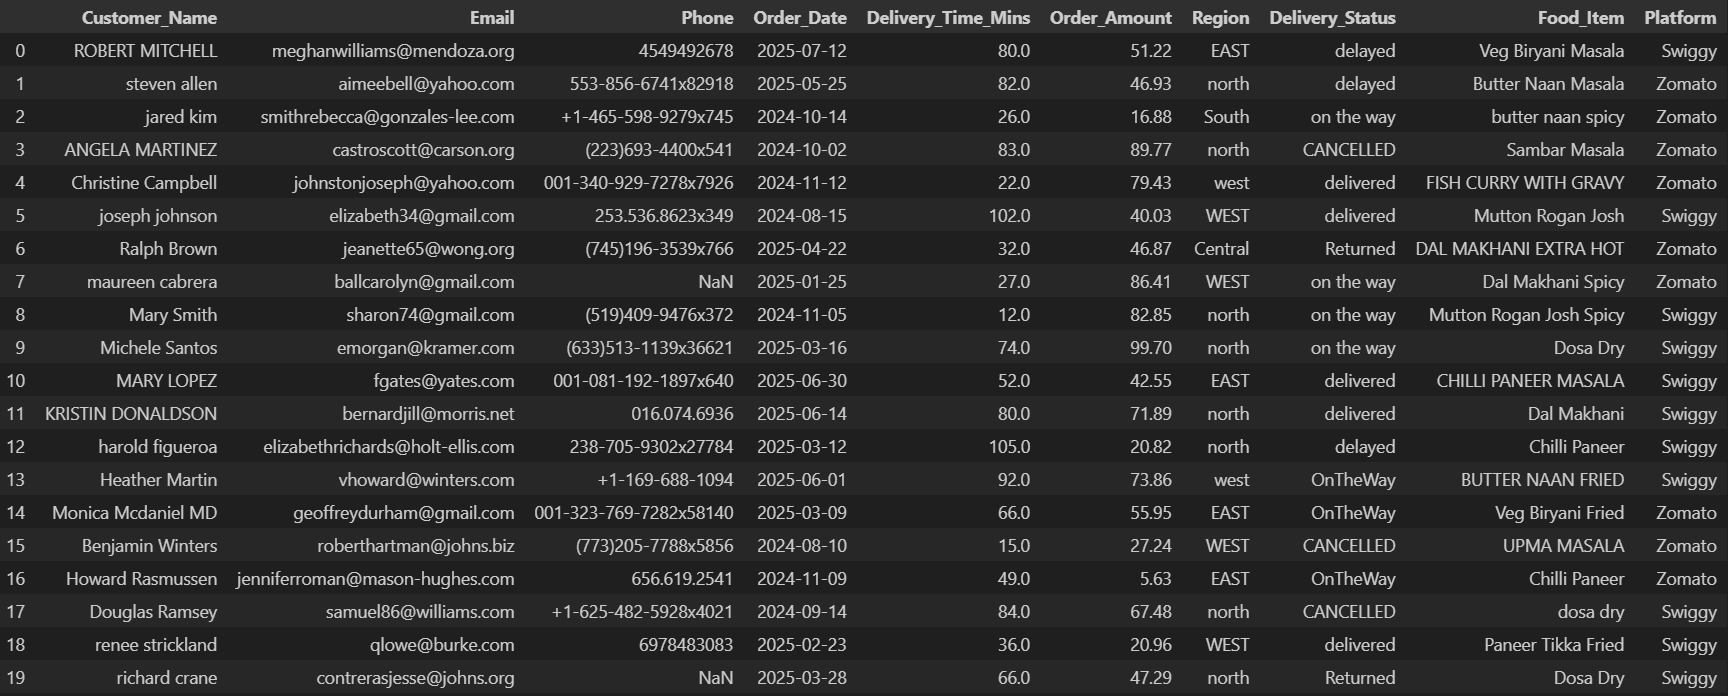 Customer_Name Email Phone Order_Date Delivery_Time_Mins Order_Amount Region Delivery_Status Food_Item Platform
0 ROBERT MITCHELL meghanwilliams@mendoza.org 4549492678 2025-07-12 80.0 51.22 EAST delayed Veg Biryani Masala Swiggy
1 steven allen aimeebell@yahoo.com 553-856-6741x82918 2025-05-25 82.0 46.93 north delayed Butter Naan Masala Zomato
2 jared kim smithrebecca@gonzales-lee.com +1-465-598-9279x745 2024-10-14 26.0 16.88 South on the way butter naan spicy Zomato
3 ANGELA MARTINEZ castroscott@carson.org (223)693-4400x541 2024-10-02 83.0 89.77 north CANCELLED Sambar Masala Zomato
4 Christine Campbell johnstonjoseph@yahoo.com 001-340-929-7278x7926 2024-11-12 22.0 79.43 west delivered FISH CURRY WITH GRAVY Zomato
5 joseph johnson elizabeth34@gmail.com 253.536.8623x349 2024-08-15 102.0 40.03 WEST delivered Mutton Rogan Josh Swiggy
6 Ralph Brown jeanette65@wong.org (745)196-3539x766 2025-04-22 32.0 46.87 Central Returned DAL MAKHANI EXTRA HOT Zomato
7 maureen cabrera ballcarolyn@gmail.com NaN 2025-01-25 27.0 86.41 WEST on the way Dal Makhani Spicy Zomato
8 Mary Smith sharon74@gmail.com (519)409-9476x372 2024-11-05 12.0 82.85 north on the way Mutton Rogan Josh Spicy Swiggy
9 Michele Santos emorgan@kramer.com (633)513-1139x36621 2025-03-16 74.0 99.70 north on the way Dosa Dry Swiggy
10 MARY LOPEZ fgates@yates.com 001-081-192-1897x640 2025-06-30 52.0 42.55 EAST delivered CHILLI PANEER MASALA Swiggy
11 KRISTIN DONALDSON bernardjill@morris.net 016.074.6936 2025-06-14 80.0 71.89 north delivered Dal Makhani Swiggy
12 harold figueroa elizabethrichards@holt-ellis.com 238-705-9302x27784 2025-03-12 105.0 20.82 north delayed Chilli Paneer Swiggy
13 Heather Martin vhoward@winters.com +1-169-688-1094 2025-06-01 92.0 73.86 west OnTheWay BUTTER NAAN FRIED Swiggy
14 Monica Mcdaniel MD geoffreydurham@gmail.com 001-323-769-7282x58140 2025-03-09 66.0 55.95 EAST OnTheWay Veg Biryani Fried Zomato
15 Benjamin Winters roberthartman@johns.biz (773)205-7788x5856 2024-08-10 15.0 27.24 WEST CANCELLED UPMA MASALA Zomato
16 Howard Rasmussen jenniferroman@mason-hughes.com 656.619.2541 2024-11-09 49.0 5.63 EAST OnTheWay Chilli Paneer Zomato
17 Douglas Ramsey samuel86@williams.com +1-625-482-5928x4021 2024-09-14 84.0 67.48 north CANCELLED dosa dry Swiggy
18 renee strickland qlowe@burke.com 6978483083 2025-02-23 36.0 20.96 WEST delivered Paneer Tikka Fried Swiggy
19 richard crane contrerasjesse@johns.org NaN 2025-03-28 66.0 47.29 north Returned Dosa Dry Swiggy